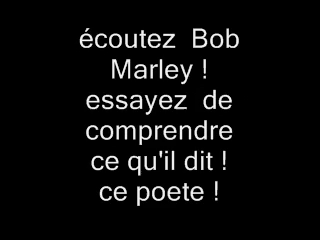 écoutez Bob
Marley !
essayez de
comprendre
ce qu'il dit !
ce poete !